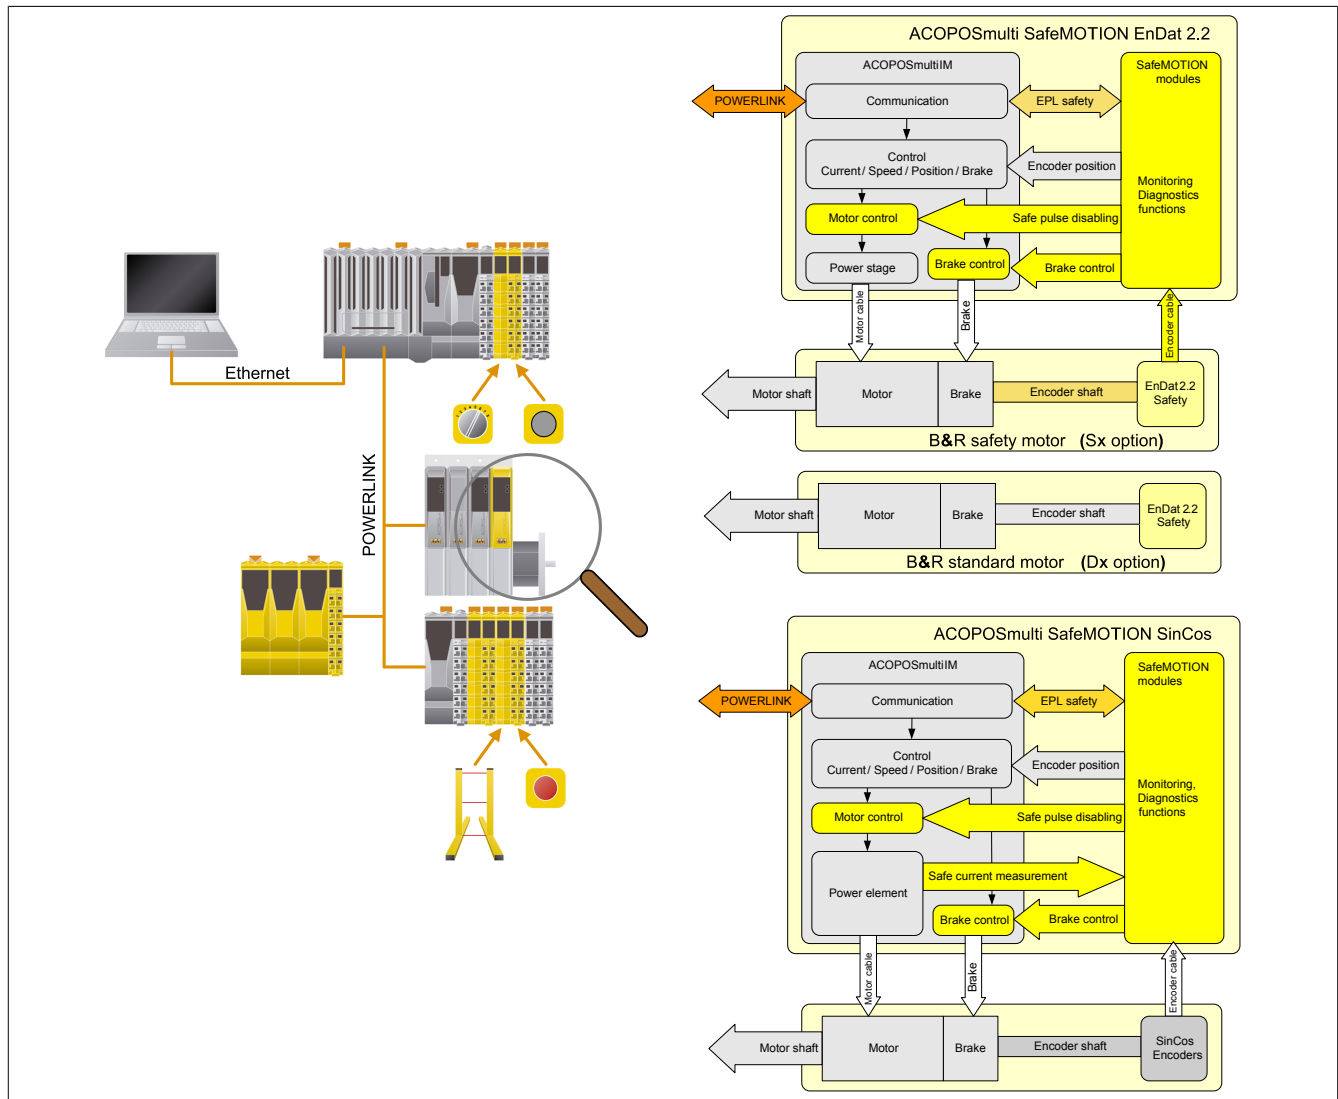 Ethernet
POWERLINK
ACOPOSmulti SafeMOTION EnDat 2.2
ACOPOSmultiIM
SafeMOTION
modules
POWERLINK
Communication
EPL safety
Control
Current / Speed / Position / Brake
Encoder position
Monitoring
Diagnostics
functions
Motor control
Safe pulse disabling
Power stage
Brake control
Brake control
Motor cable
Brake
Encoder cable
Motor shaft
Motor
Brake
Encoder shaft
EnDat 2.2
Safety
B&R safety motor (Sx option)
Motor shaft
Motor
Brake
Encoder shaft
EnDat 2.2
Safety
B&R standard motor (Dx option)
ACOPOSmulti SafeMOTION SinCos
ACOPOSmultiIM
SafeMOTION
modules
POWERLINK
Communication
EPL safety
Control
Current / Speed / Position / Brake
Encoder position
Monitoring,
Diagnostics
functions
Motor control
Safe pulse disabling
Safe current measurement
Power element
Brake control
Brake control
Motor cable
Brake
Encoder cable
Motor shaft
Motor
Brake
Encoder shaft
SinCos
Encoders